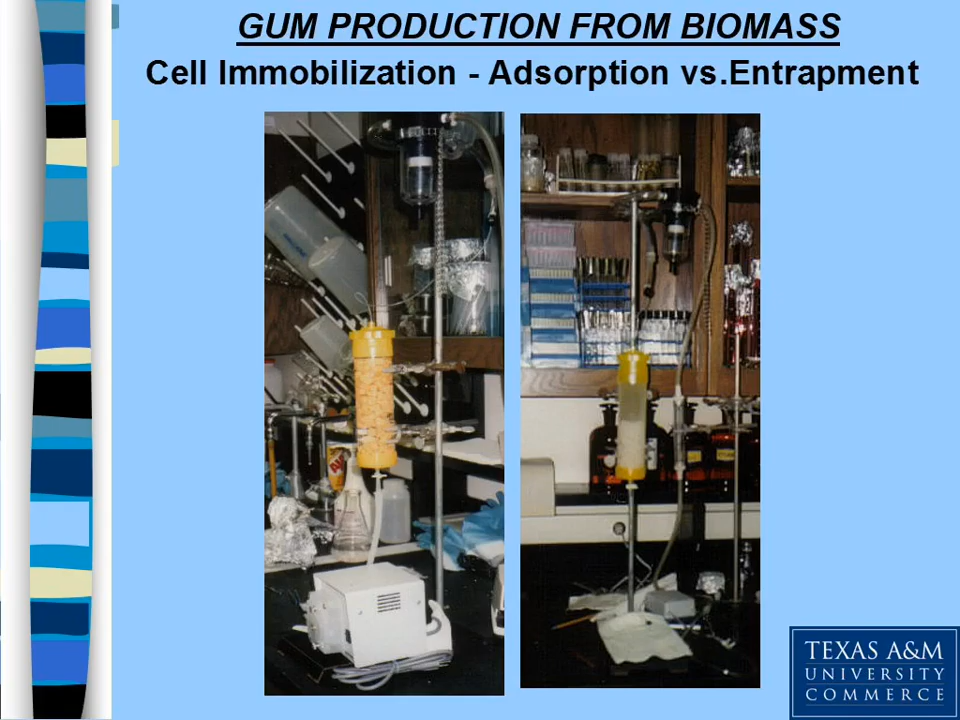 GUM PRODUCTION FROM BIOMASS
Cell Immobilization - Adsorption vs.Entrapment
TEXAS A&M
UNIVERSITY
COMMERCE